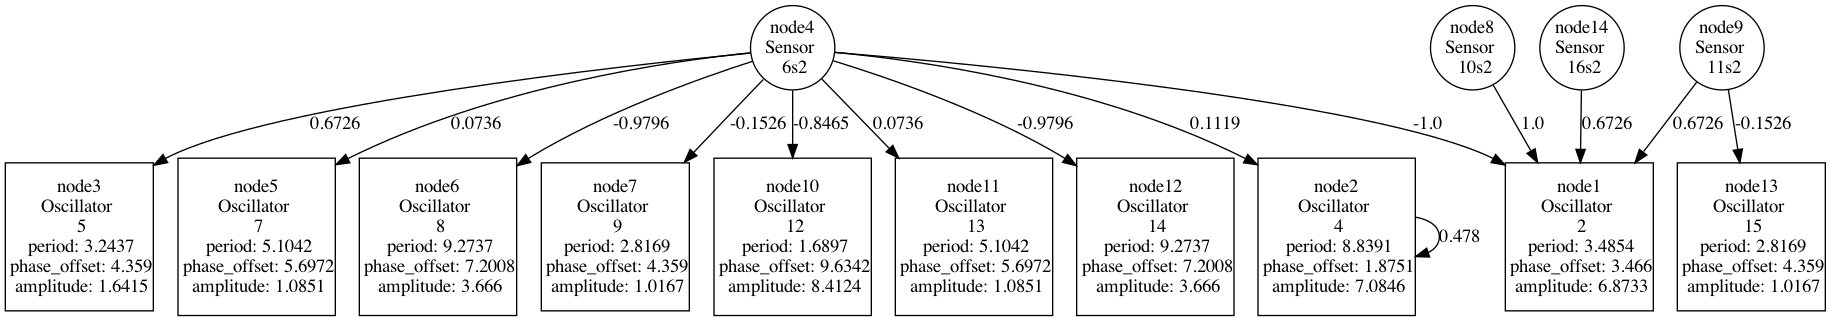 node4
Sensor
6s2
node8
Sensor
10s2
node14
Sensor
16s2
node9
Sensor
11s2
0.6726
0.0736
-0.9796
-0.1526
-0.8465
0.0736
-0.9796
0.1119
-1.0
1.0
0.6726
0.6726
-0.1526
node3
Oscillator
5
period: 3.2437
phase_offset: 4.359
amplitude: 1.6415
node5
Oscillator
7
period: 5.1042
phase_offset: 5.6972
amplitude: 1.0851
node6
Oscillator
8
period: 9.2737
phase_offset: 7.2008
amplitude: 3.666
node7
Oscillator
9
period: 2.8169
phase_offset: 4.359
amplitude: 1.0167
node10
Oscillator
12
period: 1.6897
phase_offset: 9.6342
amplitude: 8.4124
node11
Oscillator
13
period: 5.1042
phase_offset: 5.6972
amplitude: 1.0851
node12
Oscillator
14
period: 9.2737
phase_offset: 7.2008
amplitude: 3.666
node2
Oscillator
4
period: 8.8391
phase_offset: 1.8751
amplitude: 7.0846
0.478
node1
Oscillator
2
period: 3.4854
phase_offset: 3.466
amplitude: 6.8733
node13
Oscillator
15
period: 2.8169
phase_offset: 4.359
amplitude: 1.0167